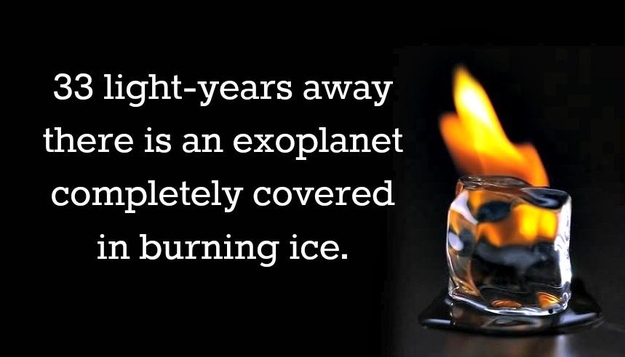 33 light-years away
there is an exoplanet
completely covered
in burning ice.